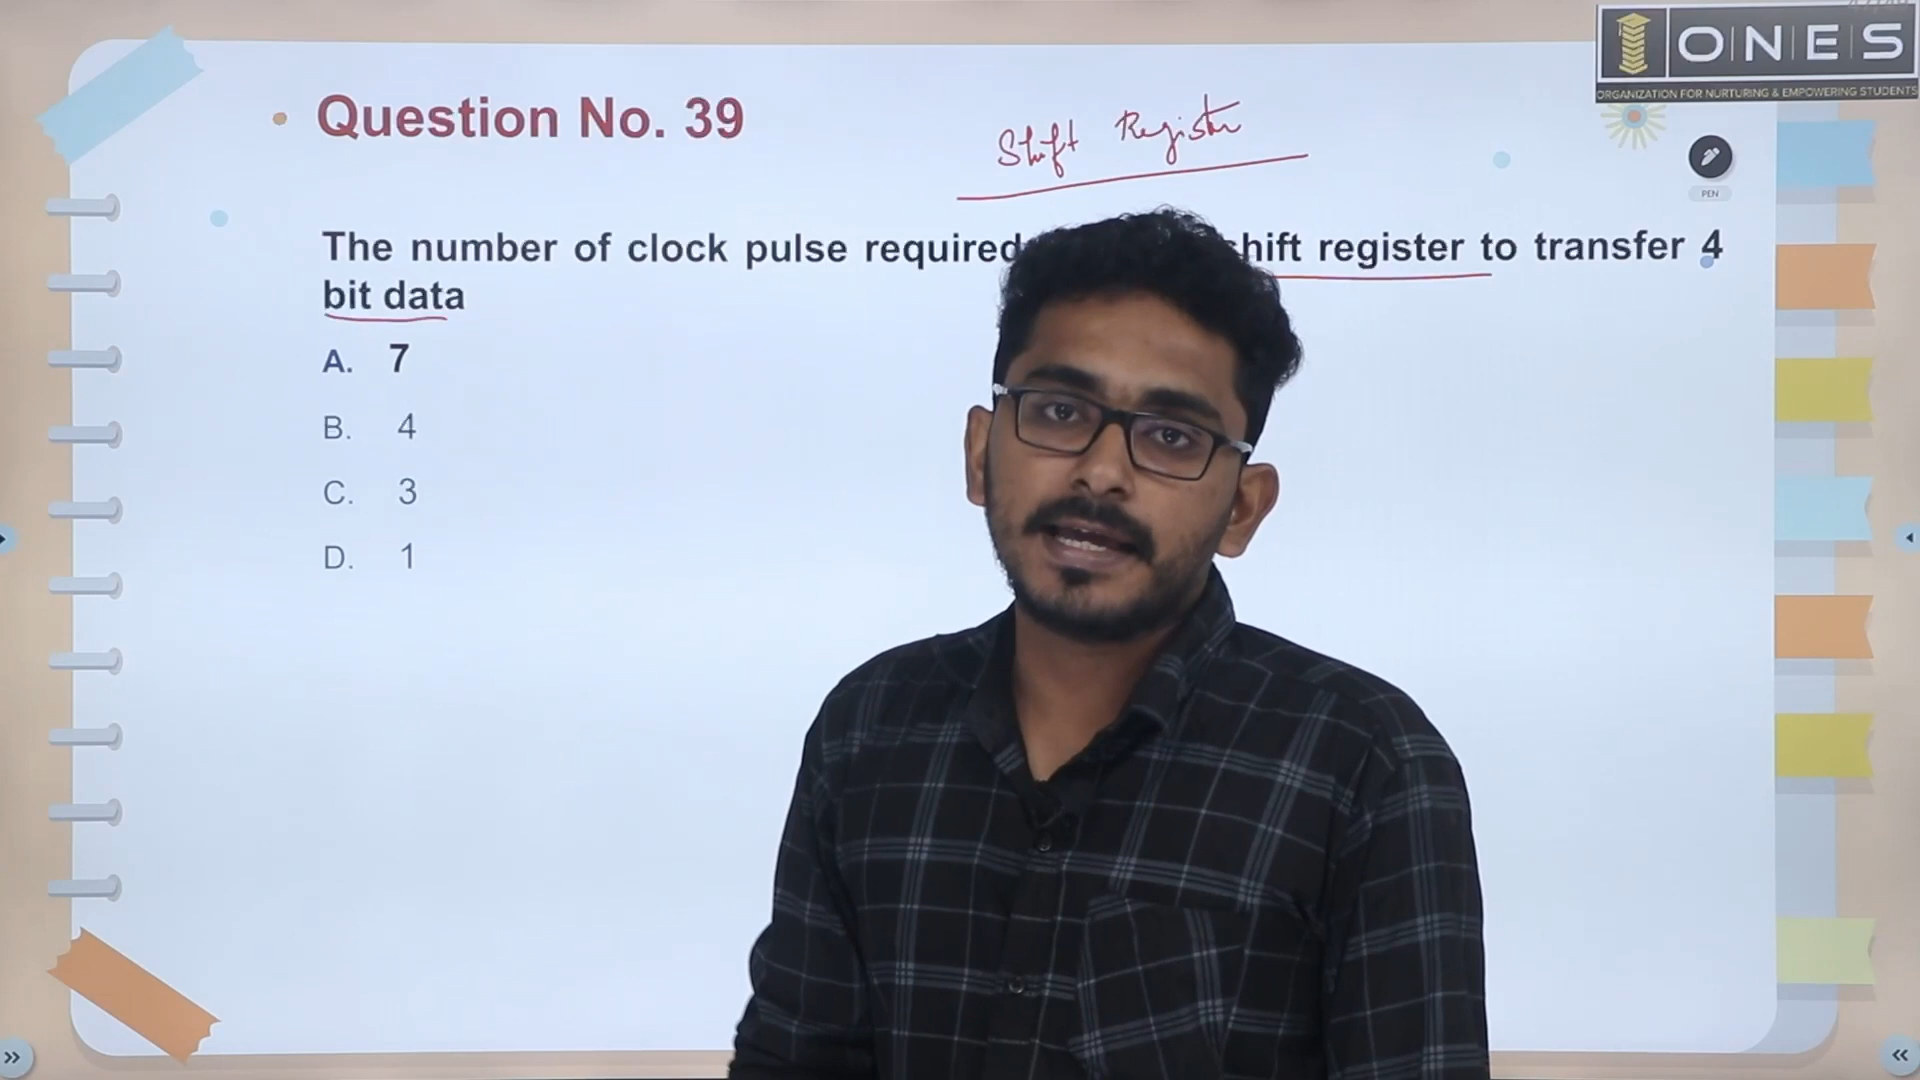 O|N|E|S
ORGANIZATION FOR NURTURING & EMPOWERING STUDENTS
Question No. 39
Shift Register
PEN
The number of clock pulse required shift register to transfer 4
bit data
A. 7
B. 4
C. 3
D. 1